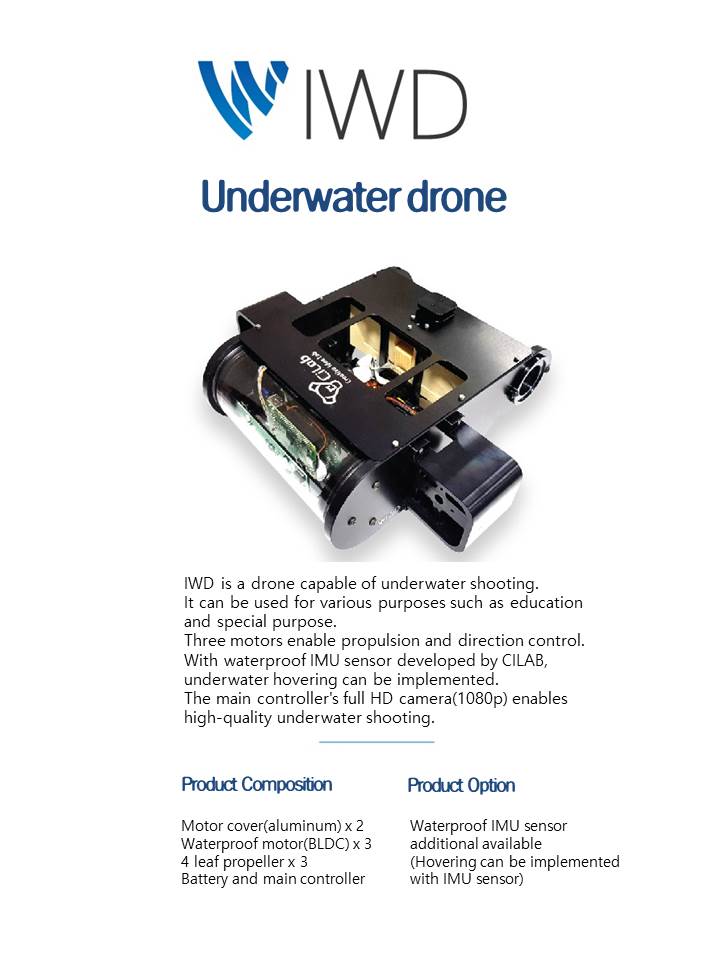 IWD
Underwater drone
CiLab
Creative Idea Lab
IWD is a drone capable of underwater shooting.
It can be used for various purposes such as education
and special purpose.
Three motors enable propulsion and direction control.
With waterproof IMU sensor developed by CILAB,
underwater hovering can be implemented.
The main controller's full HD camera(1080p) enables
high-quality underwater shooting.
Product Composition
Motor cover(aluminum) x 2
Waterproof motor(BLDC) x 3
4 leaf propeller x 3
Battery and main controller
Product Option
Waterproof IMU sensor
additional available
(Hovering can be implemented
with IMU sensor)